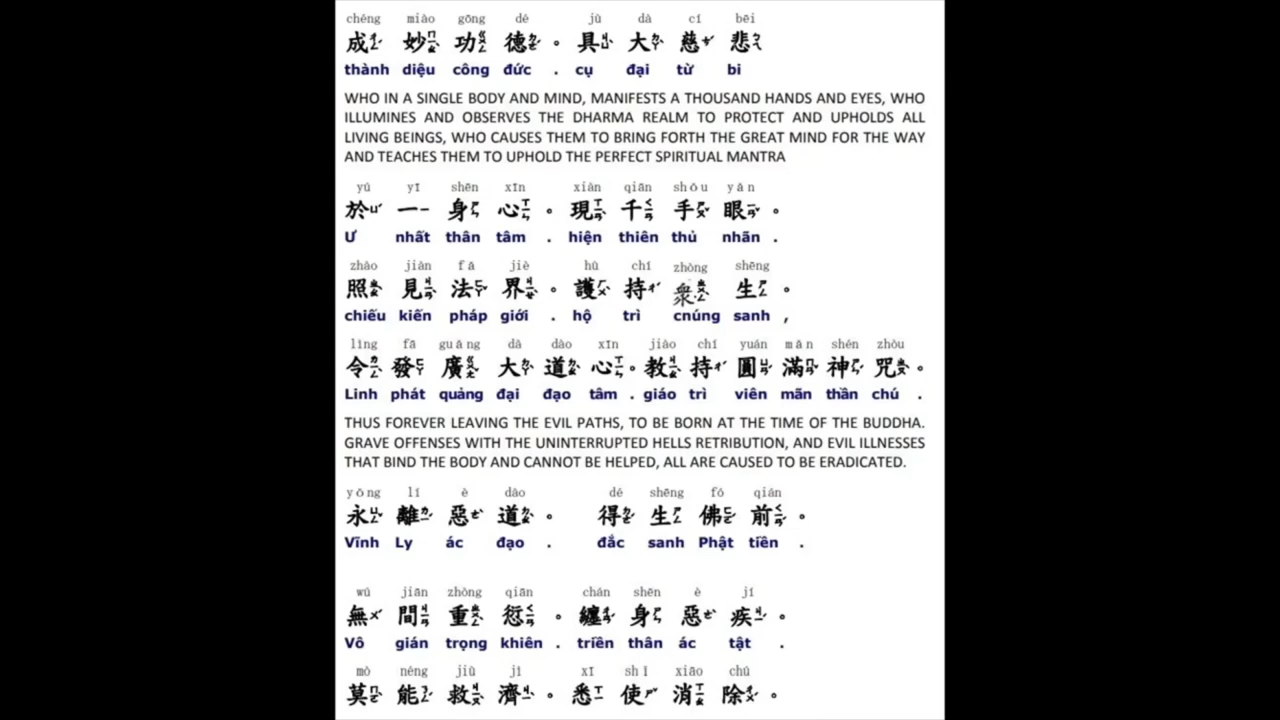 chéng miào gōng dé jù dà cí bēi
成 妙 功 德 。 具 大 慈 悲
thành diệu công đức . cụ đại từ bi
WHO IN A SINGLE BODY AND MIND, MANIFESTS A THOUSAND HANDS AND EYES, WHO
ILLUMINES AND OBSERVES THE DHARMA REALM TO PROTECT AND UPHOLDS ALL
LIVING BEINGS, WHO CAUSES THEM TO BRING FORTH THE GREAT MIND FOR THE WAY
AND TEACHES THEM TO UPHOLD THE PERFECT SPIRITUAL MANTRA
yú yī shēn xīn xiàn qiān shǒu yǎn
於 一 身 心 。 現 千 手 眼 。
Ư nhất thân tâm . hiện thiên thủ nhãn .
zhào jiàn fǎ jiè hù chí zhòng shēng
照 見 法 界 。 護 持 衆 生 。
chiếu kiến pháp giới . hộ trì cnúng sanh ,
lìng fā guǎng dà dào xīn jiào chí yuán mǎn shén zhòu
令 發 廣 大 道 心 。 教 持 圓 滿 神 咒 。
Linh phát quảng đại đạo tâm . giáo trì viên mãn thần chú .
THUS FOREVER LEAVING THE EVIL PATHS, TO BE BORN AT THE TIME OF THE BUDDHA.
GRAVE OFFENSES WITH THE UNINTERRUPTED HELLS RETRIBUTION, AND EVIL ILLNESSES
THAT BIND THE BODY AND CANNOT BE HELPED, ALL ARE CAUSED TO BE ERADICATED.
yǒng lí è dào dé shēng fó qián
永 離 惡 道 。 得 生 佛 前 。
Vĩnh Ly ác đạo . đắc sanh Phật tiền .
wú jiān zhòng qiān chán shēn è jí
無 間 重 愆 。 纏 身 惡 疾 。
Vô gián trọng khiên . triền thân ác tật .
mò néng jiù jì xī shǐ xiāo chú
莫 能 救 濟 。 悉 使 消 除 。